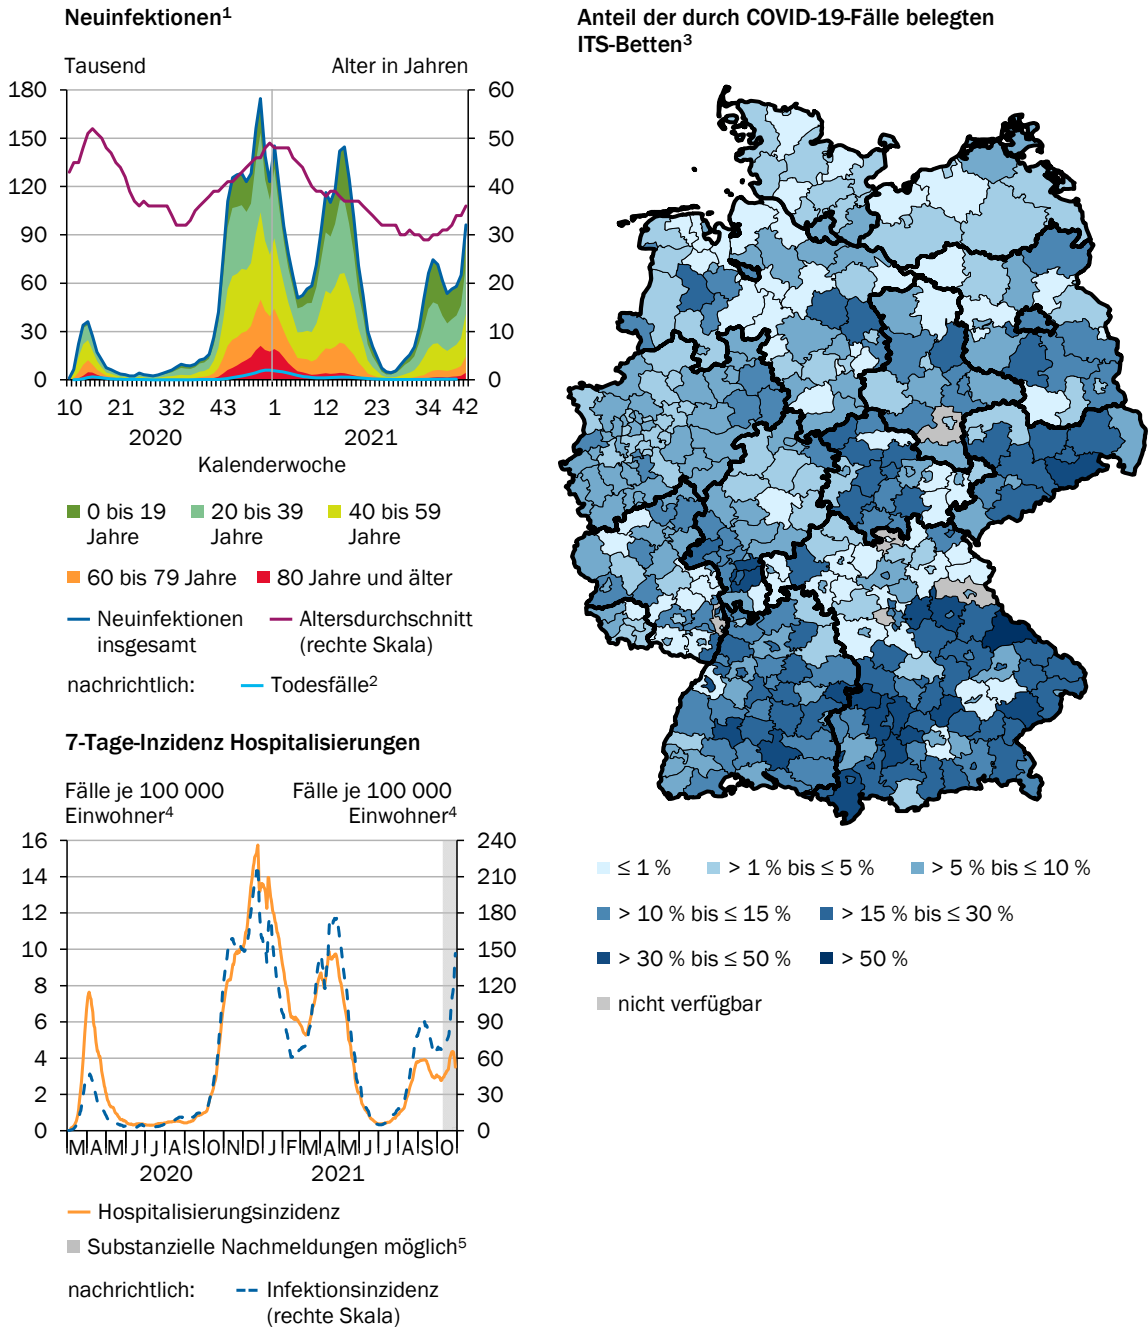 Neuinfektionen¹
Tausend
Alter in Jahren
180
150
120
90
60
30
0
60
50
40
30
20
10
0
10 21 32 43 1 12 23 34 42
2020 2021
Kalenderwoche
0 bis 19 Jahre
20 bis 39 Jahre
40 bis 59 Jahre
60 bis 79 Jahre
80 Jahre und älter
Neuinfektionen
insgesamt
Altersdurchschnitt
(rechte Skala)
nachrichtlich:
Todesfälle²
7-Tage-Inzidenz Hospitalisierungen
Fälle je 100 000
Einwohner⁴
Fälle je 100 000
Einwohner⁴
16
14
12
10
8
6
4
2
0
240
210
180
150
120
90
60
30
0
M A M J J A S O N D J F M A M J J A S O
2020 2021
Hospitalisierungsinzidenz
Substanzielle Nachmeldungen möglich⁵
nachrichtlich:
Infektionsinzidenz
(rechte Skala)
Anteil der durch COVID-19-Fälle belegten
ITS-Betten³
≤ 1 % > 1 % bis ≤ 5 % > 5 % bis ≤ 10 %
> 10 % bis ≤ 15 % > 15 % bis ≤ 30 %
> 30 % bis ≤ 50 % > 50 %
nicht verfügbar